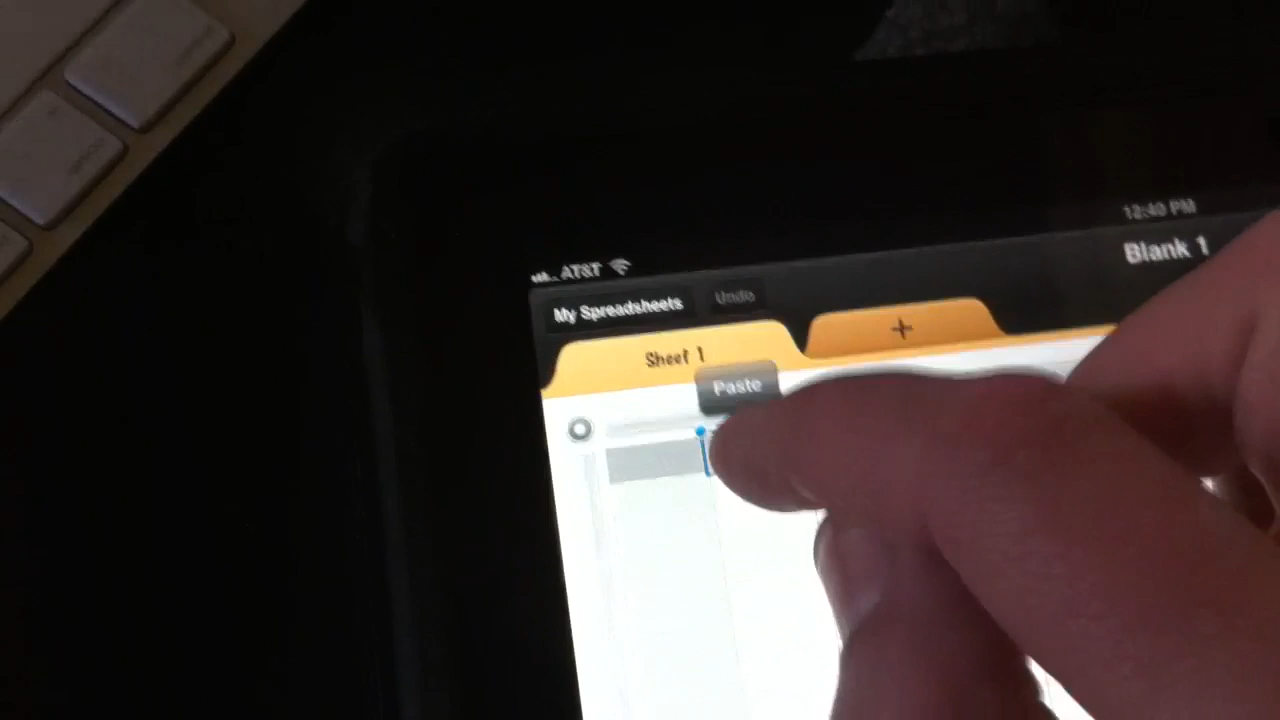 12:40 PM
AT&T
Blank 1
My Spreadsheets
Undo
Sheet 1
+
Paste